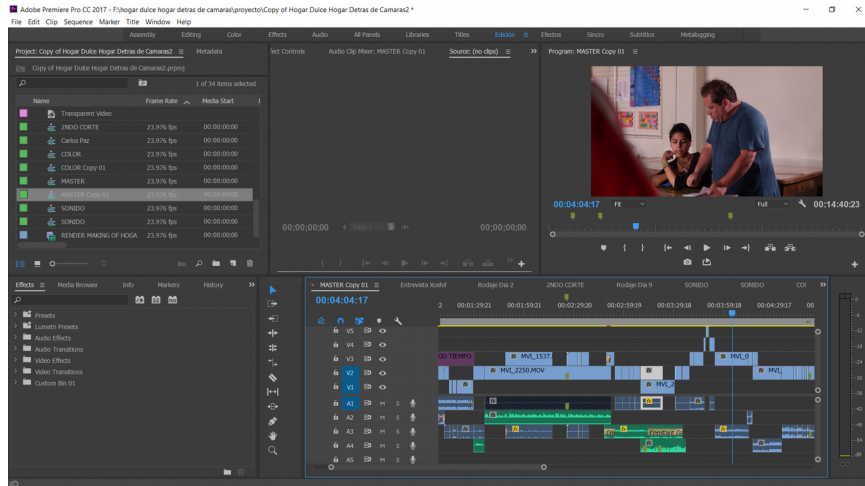 Adobe Premiere Pro CC 2017 - F:\hogar dulce hogar detras de camaras\proyecto\Copy of Hogar Dulce Hogar Detras de Camaras2 *
File Edit Clip Sequence Marker Title Window Help
Assembly Editing Color Effects Audio All Panels Libraries Titles Edición Efectos Sincro Subtitlos Metalogging
Project: Copy of Hogar Dulce Hogar Detras de Camaras2 Metadata
fect Controls Audio Clip Mixer: MASTER Copy 01 Source: (no clips)
Program: MASTER Copy 01
Copy of Hogar Dulce Hogar Detras de Camaras2.prproj
1 of 34 items selected
Name Frame Rate Media Start
Transparent Video
2NDO CORTE 23.976 fps 00:00:00:00
Carlos Paz 23.976 fps 00:00:00:00
COLOR 23.976 fps 00:00:00:00
COLOR Copy 01 23.976 fps 00:00:00:00
MASTER 23.976 fps 00:00:00:00
MASTER Copy 01 23.976 fps 00:00:00:00
SONIDO 23.976 fps 00:00:00:00
SONIDO 23.976 fps 00:00:00:00
RENDER MAKING OF HOGA 23.976 fps 00:00:00:00
00;00;00;00 Page 1 00;00;00;00
00:04:04:17 Fit Full 00:14:40:23
Effects Media Browser Info Markers History
Presets
Lumetri Presets
Audio Effects
Audio Transitions
Video Effects
Video Transitions
Custom Bin 01
MASTER Copy 01 Entrevista Xoshil Rodaje Dia 2 2NDO CORTE Rodaje Dia 9 SONIDO SONIDO COI
00:04:04:17
2 00:01:29:21 00:01:59:21 00:02:29:20 00:02:59:19 00:03:29:18 00:03:59:18 00:04:29:17 00
V5
V4
V3 GO TIEMPO MVI_1537. MVI_0
V2 MVI_2250.MOV MVI_
V1 MVI_2
A1 M S
A2 M S
A3 M S
A4 M S
A5 M S